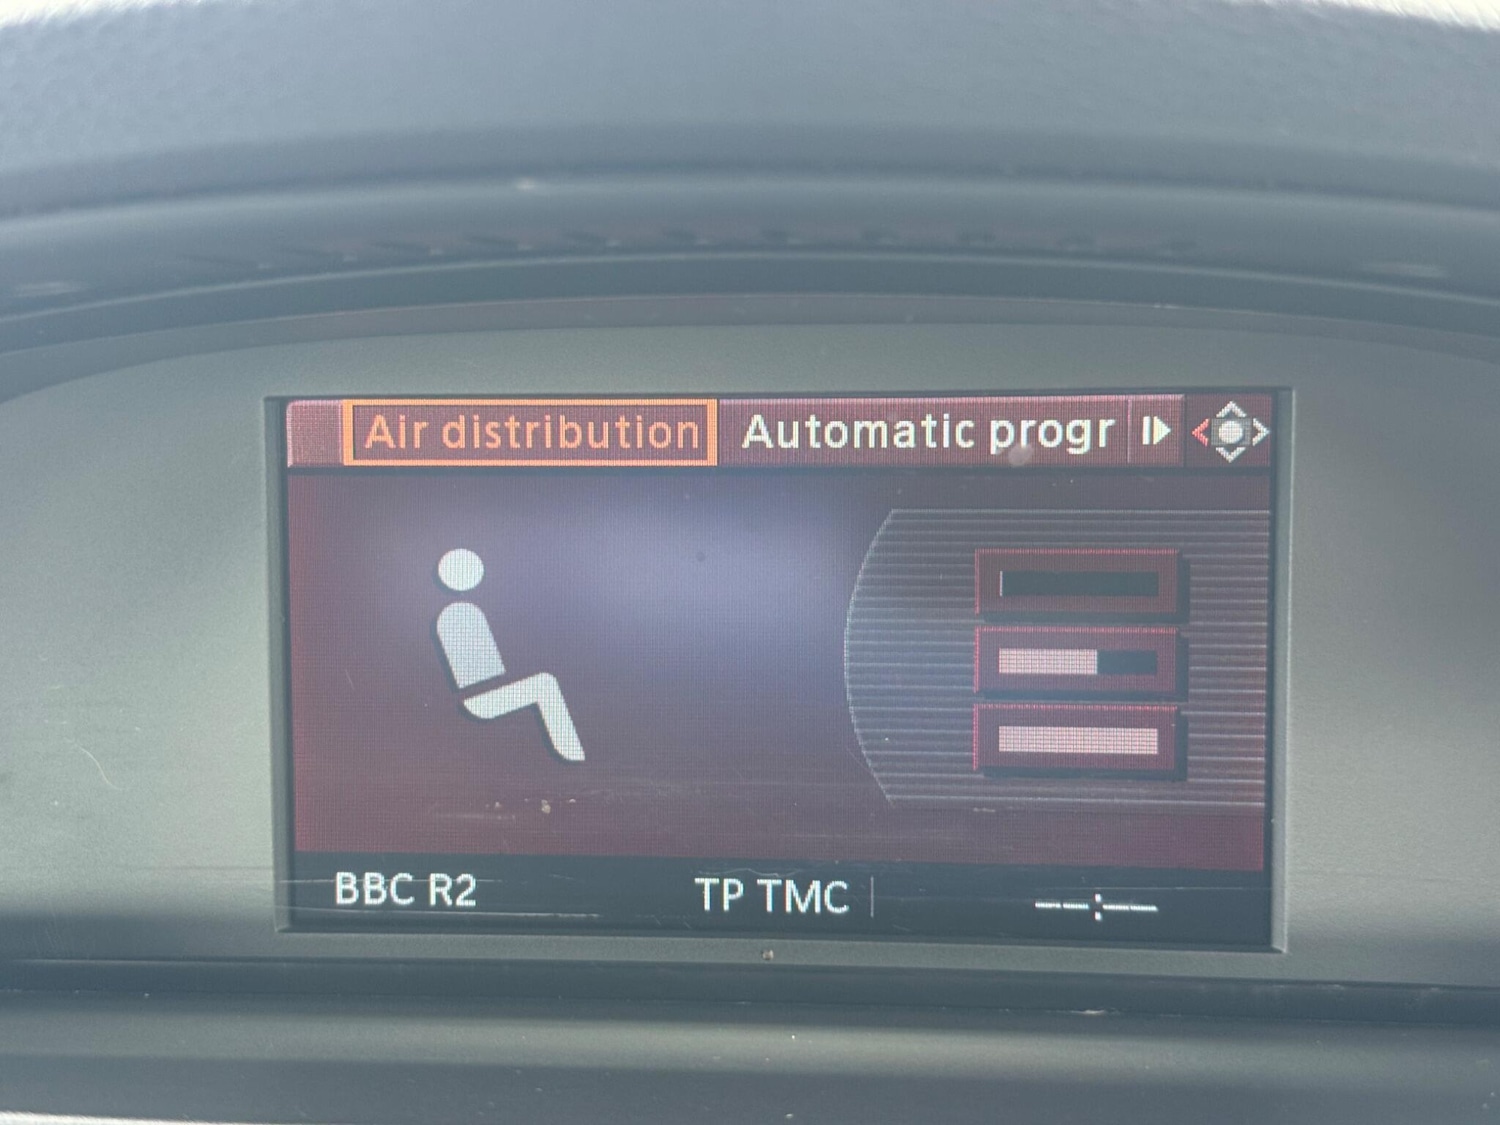 Air distribution Automatic progr
BBC R2 TP TMC --:--